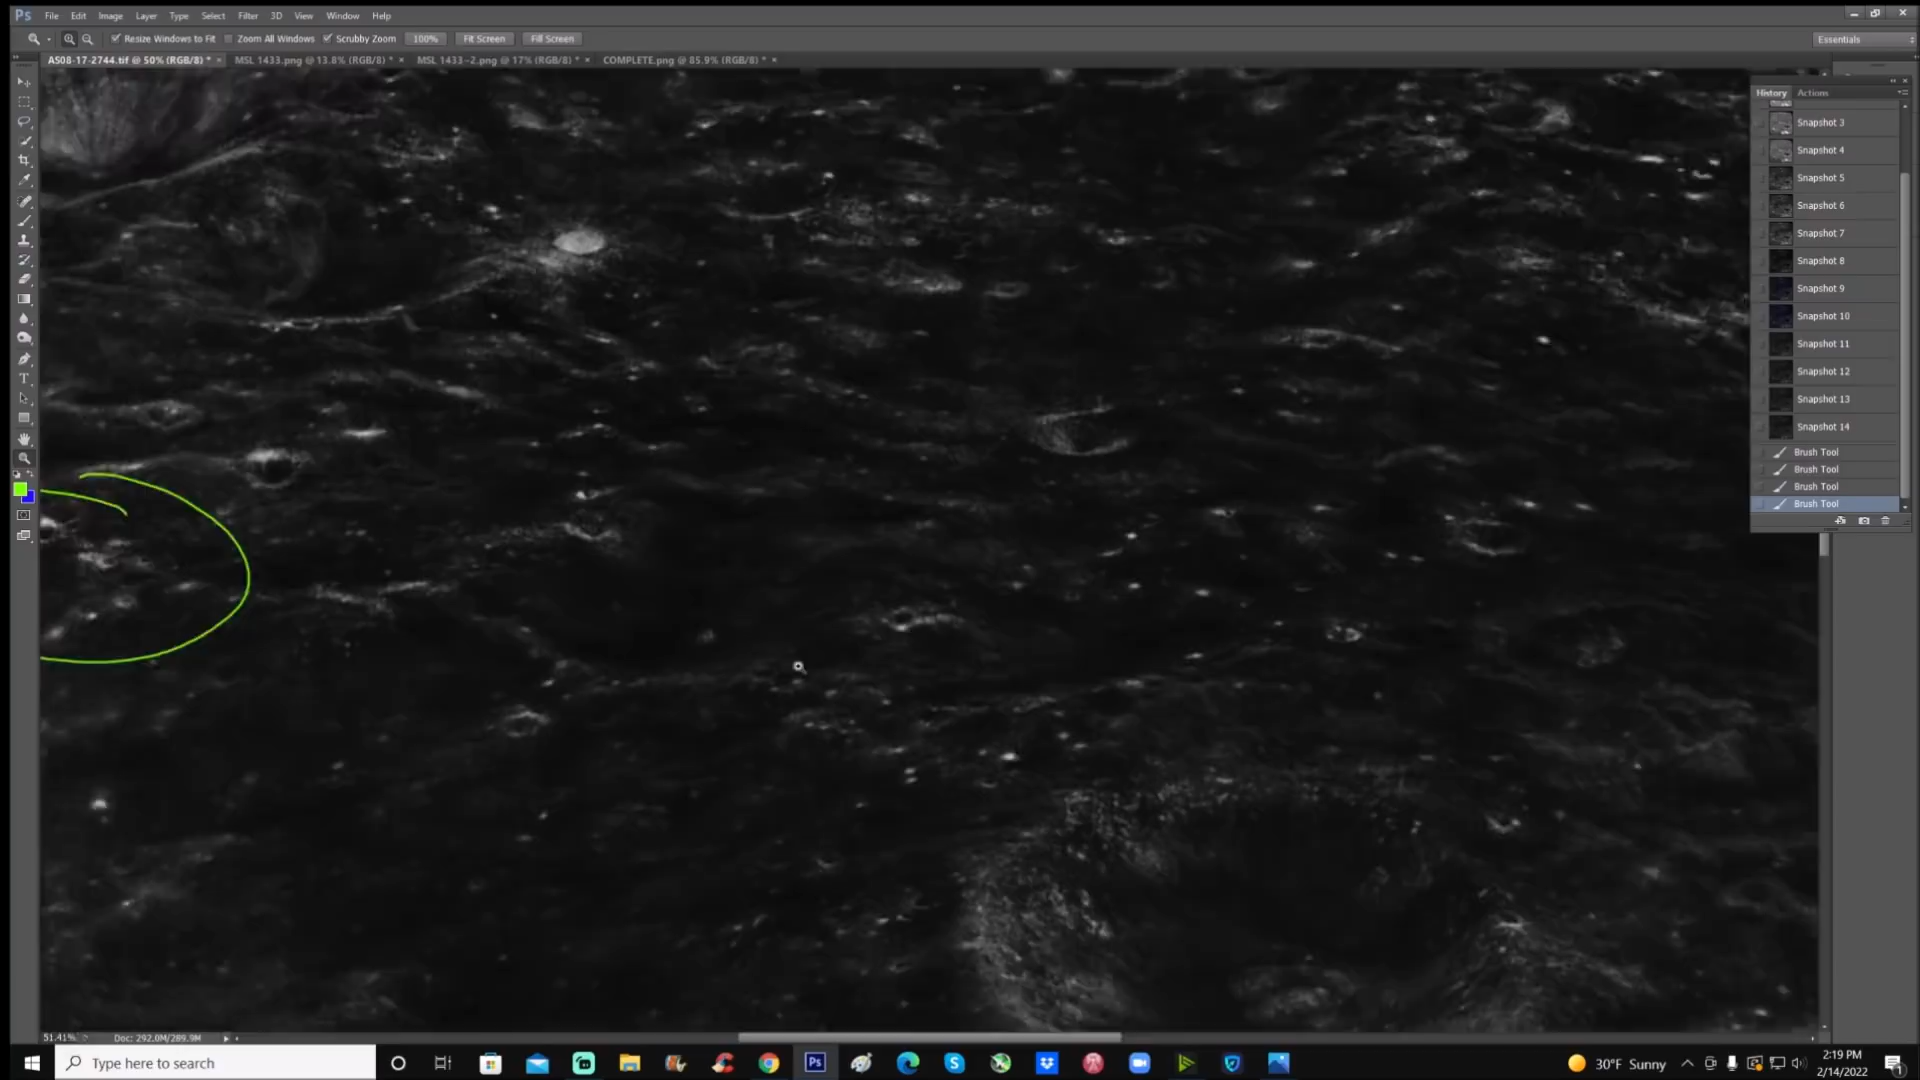 Ps File Edit Image Layer Type Select Filter 3D View Window Help
Resize Windows to Fit Zoom All Windows Scrubby Zoom 100% Fit Screen Fill Screen Essentials
AS08-17-2744.tif @ 50% (RGB/8) * × MSL 1433.png @ 13.8% (RGB/8) * × MSL 1433~2.png @ 17% (RGB/8) * × COMPLETE.png @ 85.9% (RGB/8) * ×
History Actions
Snapshot 3
Snapshot 4
Snapshot 5
Snapshot 6
Snapshot 7
Snapshot 8
Snapshot 9
Snapshot 10
Snapshot 11
Snapshot 12
Snapshot 13
Snapshot 14
Brush Tool
Brush Tool
Brush Tool
Brush Tool
51.41% Doc: 292.0M/289.9M
Type here to search
Ps
30°F Sunny
2:19 PM
2/14/2022
1